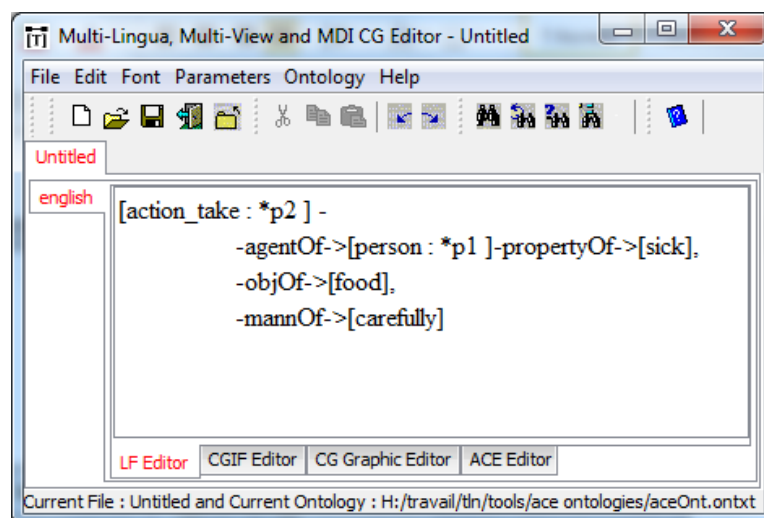 Multi-Lingua, Multi-View and MDI CG Editor - Untitled
File Edit Font Parameters Ontology Help
Untitled
english
[action_take : *p2 ] -
-agentOf->[person : *p1 ]-propertyOf->[sick],
-objOf->[food],
-mannOf->[carefully]
LF Editor CGIF Editor CG Graphic Editor ACE Editor
Current File : Untitled and Current Ontology : H:/travail/tln/tools/ace ontologies/aceOnt.ontxt